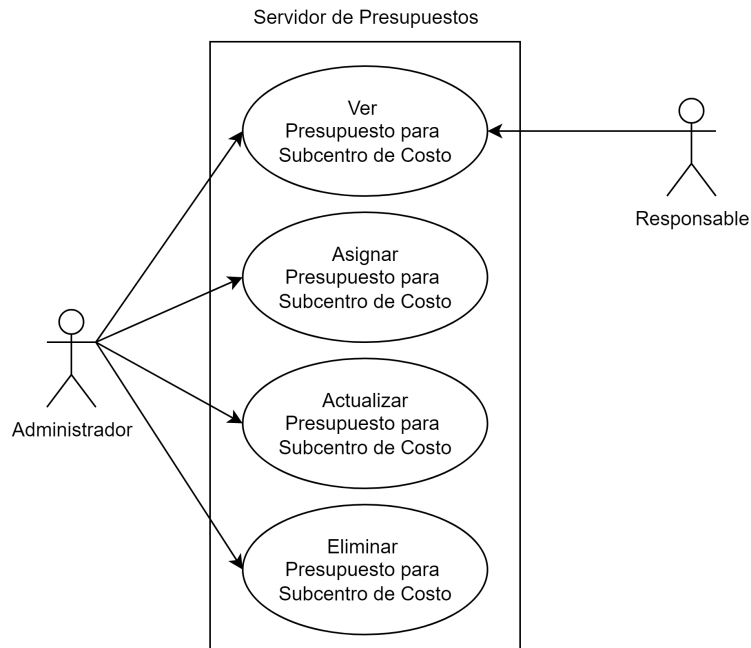 Servidor de Presupuestos
Ver
Presupuesto para
Subcentro de Costo
Responsable
Asignar
Presupuesto para
Subcentro de Costo
Administrador
Actualizar
Presupuesto para
Subcentro de Costo
Eliminar
Presupuesto para
Subcentro de Costo